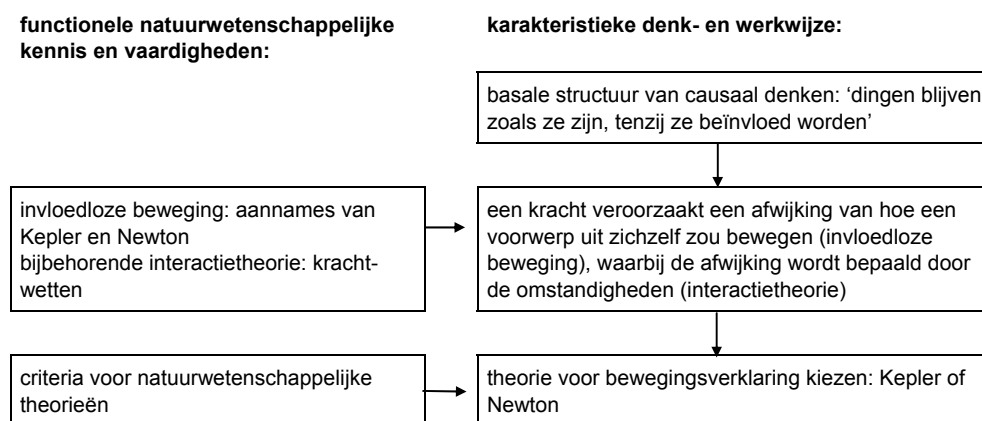 functionele natuurwetenschappelijke
kennis en vaardigheden:
karakteristieke denk- en werkwijze:
basale structuur van causaal denken: ‘dingen blijven
zoals ze zijn, tenzij ze beïnvloed worden’
invloedloze beweging: aannames van
Kepler en Newton
bijbehorende interactietheorie: kracht-
wetten
een kracht veroorzaakt een afwijking van hoe een
voorwerp uit zichzelf zou bewegen (invloedloze
beweging), waarbij de afwijking wordt bepaald door
de omstandigheden (interactietheorie)
criteria voor natuurwetenschappelijke
theorieën
theorie voor bewegingsverklaring kiezen: Kepler of
Newton